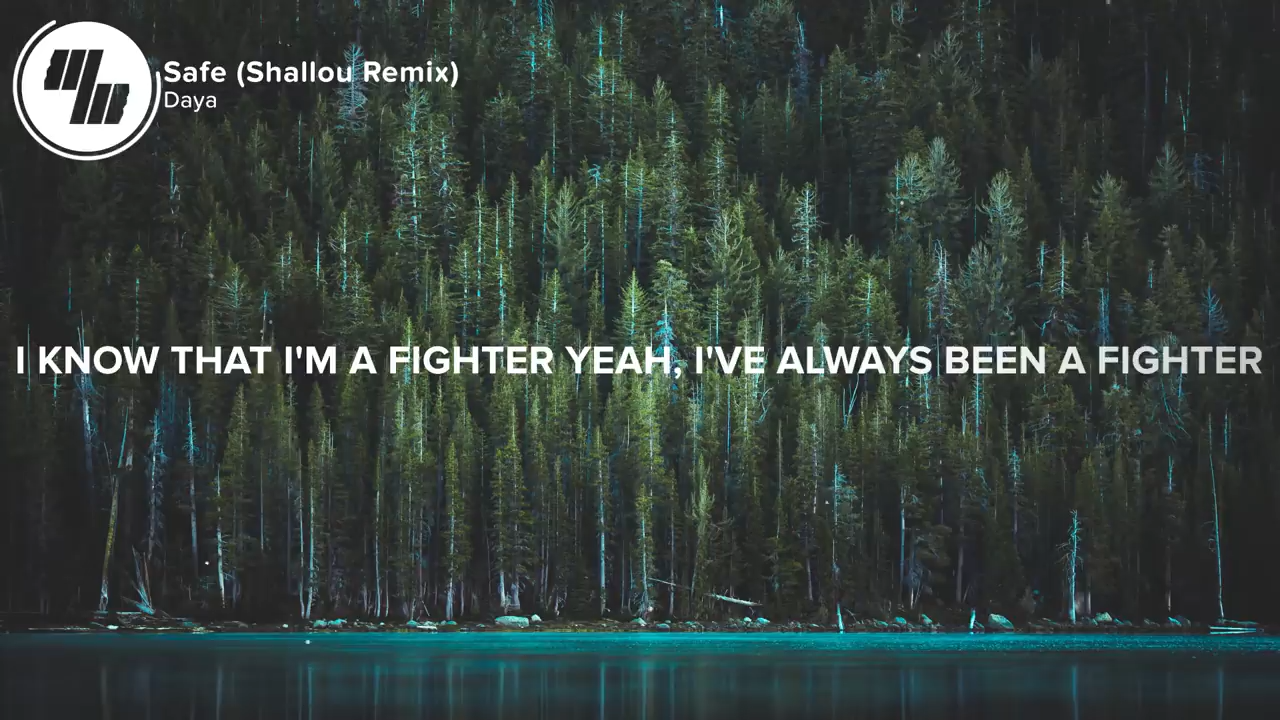 Safe (Shallou Remix)
Daya
I KNOW THAT I'M A FIGHTER YEAH, I'VE ALWAYS BEEN A FIGHTER